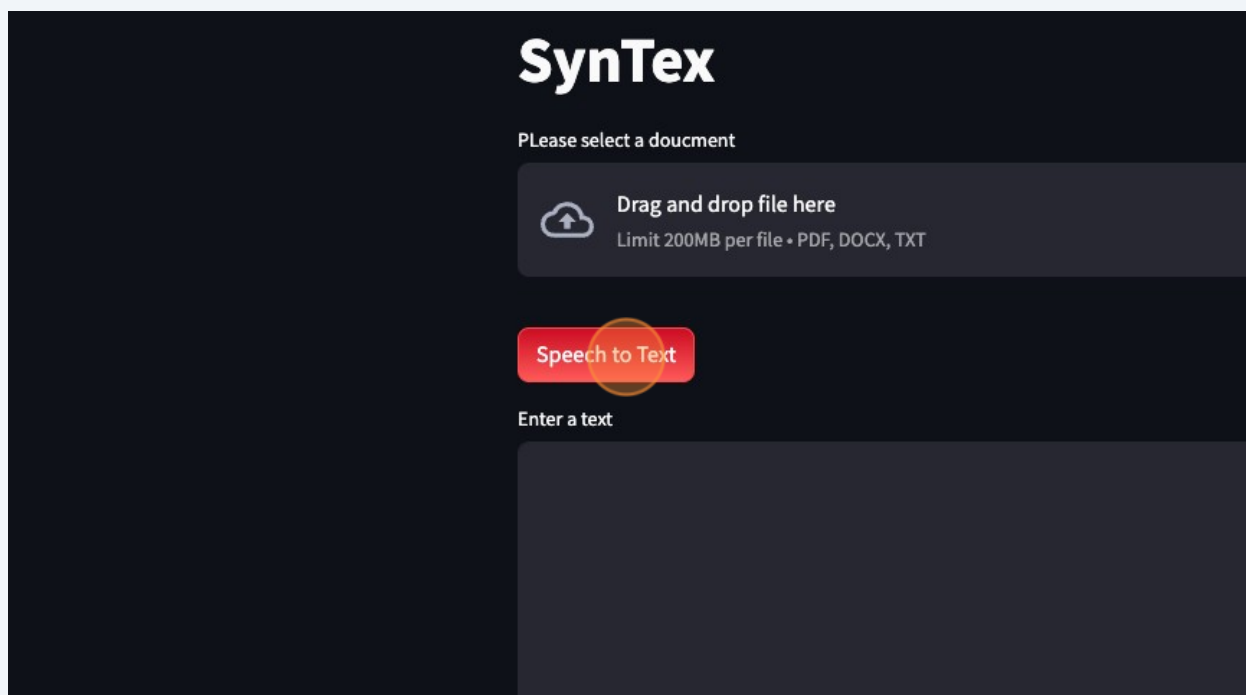 SynTex
PLease select a doucment
Drag and drop file here
Limit 200MB per file • PDF, DOCX, TXT
Speech to Text
Enter a text